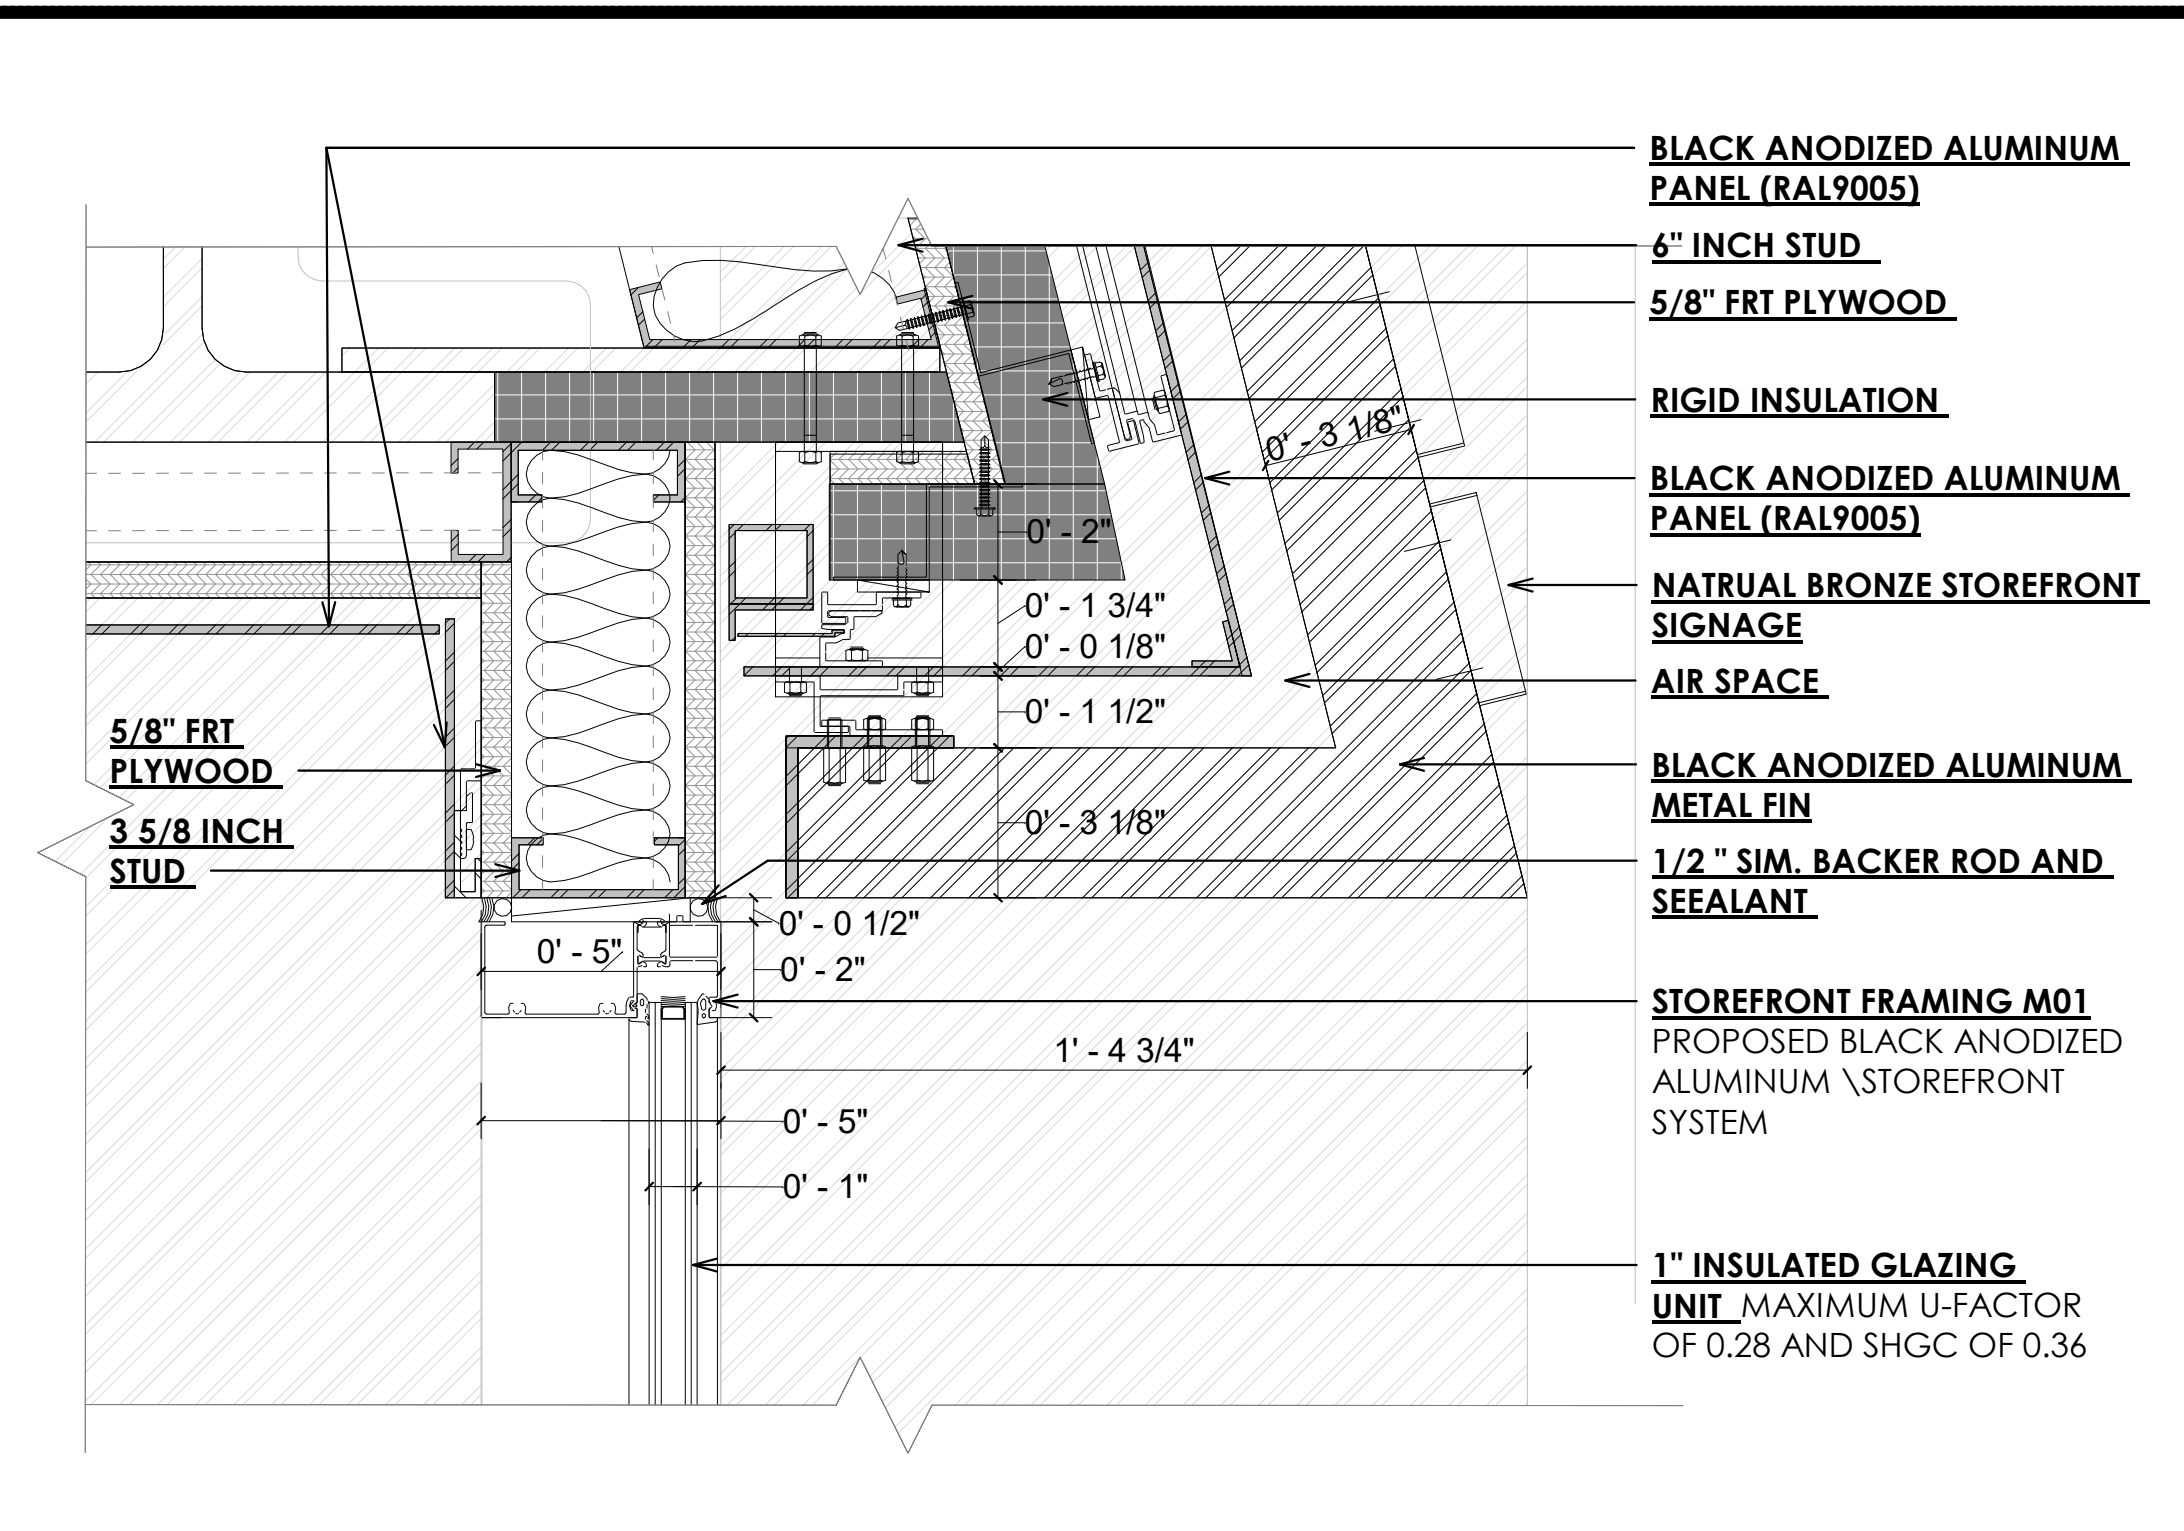 BLACK ANODIZED ALUMINUM
PANEL (RAL9005)
6" INCH STUD
5/8" FRT PLYWOOD
RIGID INSULATION
0' - 3 1/8"
BLACK ANODIZED ALUMINUM
PANEL (RAL9005)
0' - 2"
NATRUAL BRONZE STOREFRONT
SIGNAGE
0' - 1 3/4"
0' - 0 1/8"
AIR SPACE
0' - 1 1/2"
5/8" FRT
PLYWOOD
BLACK ANODIZED ALUMINUM
METAL FIN
3 5/8 INCH
STUD
0' - 3 1/8"
1/2 " SIM. BACKER ROD AND
SEEALANT
0' - 0 1/2"
0' - 5"
0' - 2"
STOREFRONT FRAMING M01
PROPOSED BLACK ANODIZED
ALUMINUM \STOREFRONT
SYSTEM
1' - 4 3/4"
0' - 5"
0' - 1"
1" INSULATED GLAZING
UNIT MAXIMUM U-FACTOR
OF 0.28 AND SHGC OF 0.36